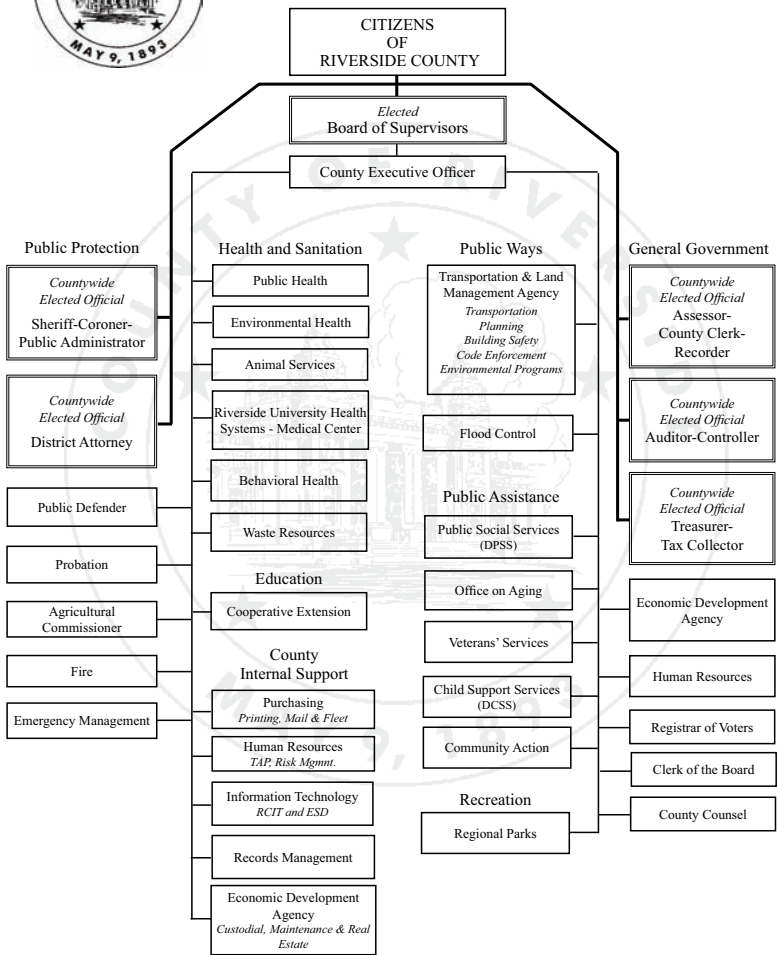 MAY 9, 1893
CITIZENS
OF
RIVERSIDE COUNTY
Elected
Board of Supervisors
County Executive Officer
COUNTY OF RIVERSIDE
MAY 9, 1893
Public Protection
Countywide
Elected Official
Sheriff-Coroner-
Public Administrator
Countywide
Elected Official
District Attorney
Public Defender
Probation
Agricultural
Commissioner
Fire
Emergency Management
Health and Sanitation
Public Health
Environmental Health
Animal Services
Riverside University Health
Systems - Medical Center
Behavioral Health
Waste Resources
Education
Cooperative Extension
County
Internal Support
Purchasing
Printing, Mail & Fleet
Human Resources
TAP, Risk Mgmnt.
Information Technology
RCIT and ESD
Records Management
Economic Development
Agency
Custodial, Maintenance & Real
Estate
Public Ways
Transportation & Land
Management Agency
Transportation
Planning
Building Safety
Code Enforcement
Environmental Programs
Flood Control
Public Assistance
Public Social Services
(DPSS)
Office on Aging
Veterans’ Services
Child Support Services
(DCSS)
Community Action
Recreation
Regional Parks
General Government
Countywide
Elected Official
Assessor-
County Clerk-
Recorder
Countywide
Elected Official
Auditor-Controller
Countywide
Elected Official
Treasurer-
Tax Collector
Economic Development
Agency
Human Resources
Registrar of Voters
Clerk of the Board
County Counsel